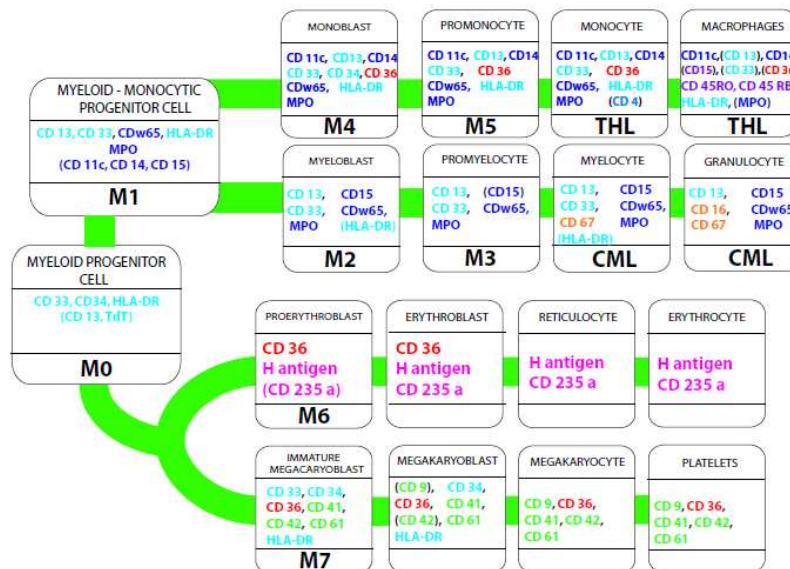 MONOBLAST
CD 11c, CD13, CD14
CD 33, CD 34, CD 36
CDw65, HLA-DR
MPO
M4
PROMONOCYTE
CD 11c, CD13, CD14
CD 33, CD 36
CDw65, HLA-DR
MPO
M5
MONOCYTE
CD 11c, CD13, CD14
CD 33, CD 36
CDw65, HLA-DR
MPO (CD 4)
THL
MACROPHAGES
CD11c,(CD 13), CD14
(CD15), (CD33),(CD 36
CD 45RO, CD 45 RB
HLA-DR, (MPO)
THL
MYELOID - MONOCYTIC
PROGENITOR CELL
CD 13, CD 33, CDw65, HLA-DR
MPO
(CD 11c, CD 14, CD 15)
M1
MYELOBLAST
CD 13, CD15
CD 33, CDw65,
MPO (HLA-DR)
M2
PROMYELOCYTE
CD 13, (CD15)
CD 33, CDw65,
MPO
M3
MYELOCYTE
CD 13, CD15
CD 33, CDw65,
CD 67 MPO
(HLA-DR)
CML
GRANULOCYTE
CD 13, CD15
CD 16, CDw65
CD 67 MPO
CML
MYELOID PROGENITOR
CELL
CD 33, CD34, HLA-DR
(CD 13, TdT)
M0
PROERYTHROBLAST
CD 36
H antigen
(CD 235 a)
M6
ERYTHROBLAST
CD 36
H antigen
CD 235 a
RETICULOCYTE
H antigen
CD 235 a
ERYTHROCYTE
H antigen
CD 235 a
IMMATURE
MEGACARYOBLAST
CD 33, CD 34,
CD 36, CD 41,
CD 42, CD 61
HLA-DR
M7
MEGAKARYOBLAST
(CD 9), CD 34,
CD 36, CD 41,
(CD 42), CD 61
HLA-DR
MEGAKARYOCYTE
CD 9, CD 36,
CD 41, CD 42,
CD 61
PLATELETS
CD 9, CD 36,
CD 41, CD 42,
CD 61